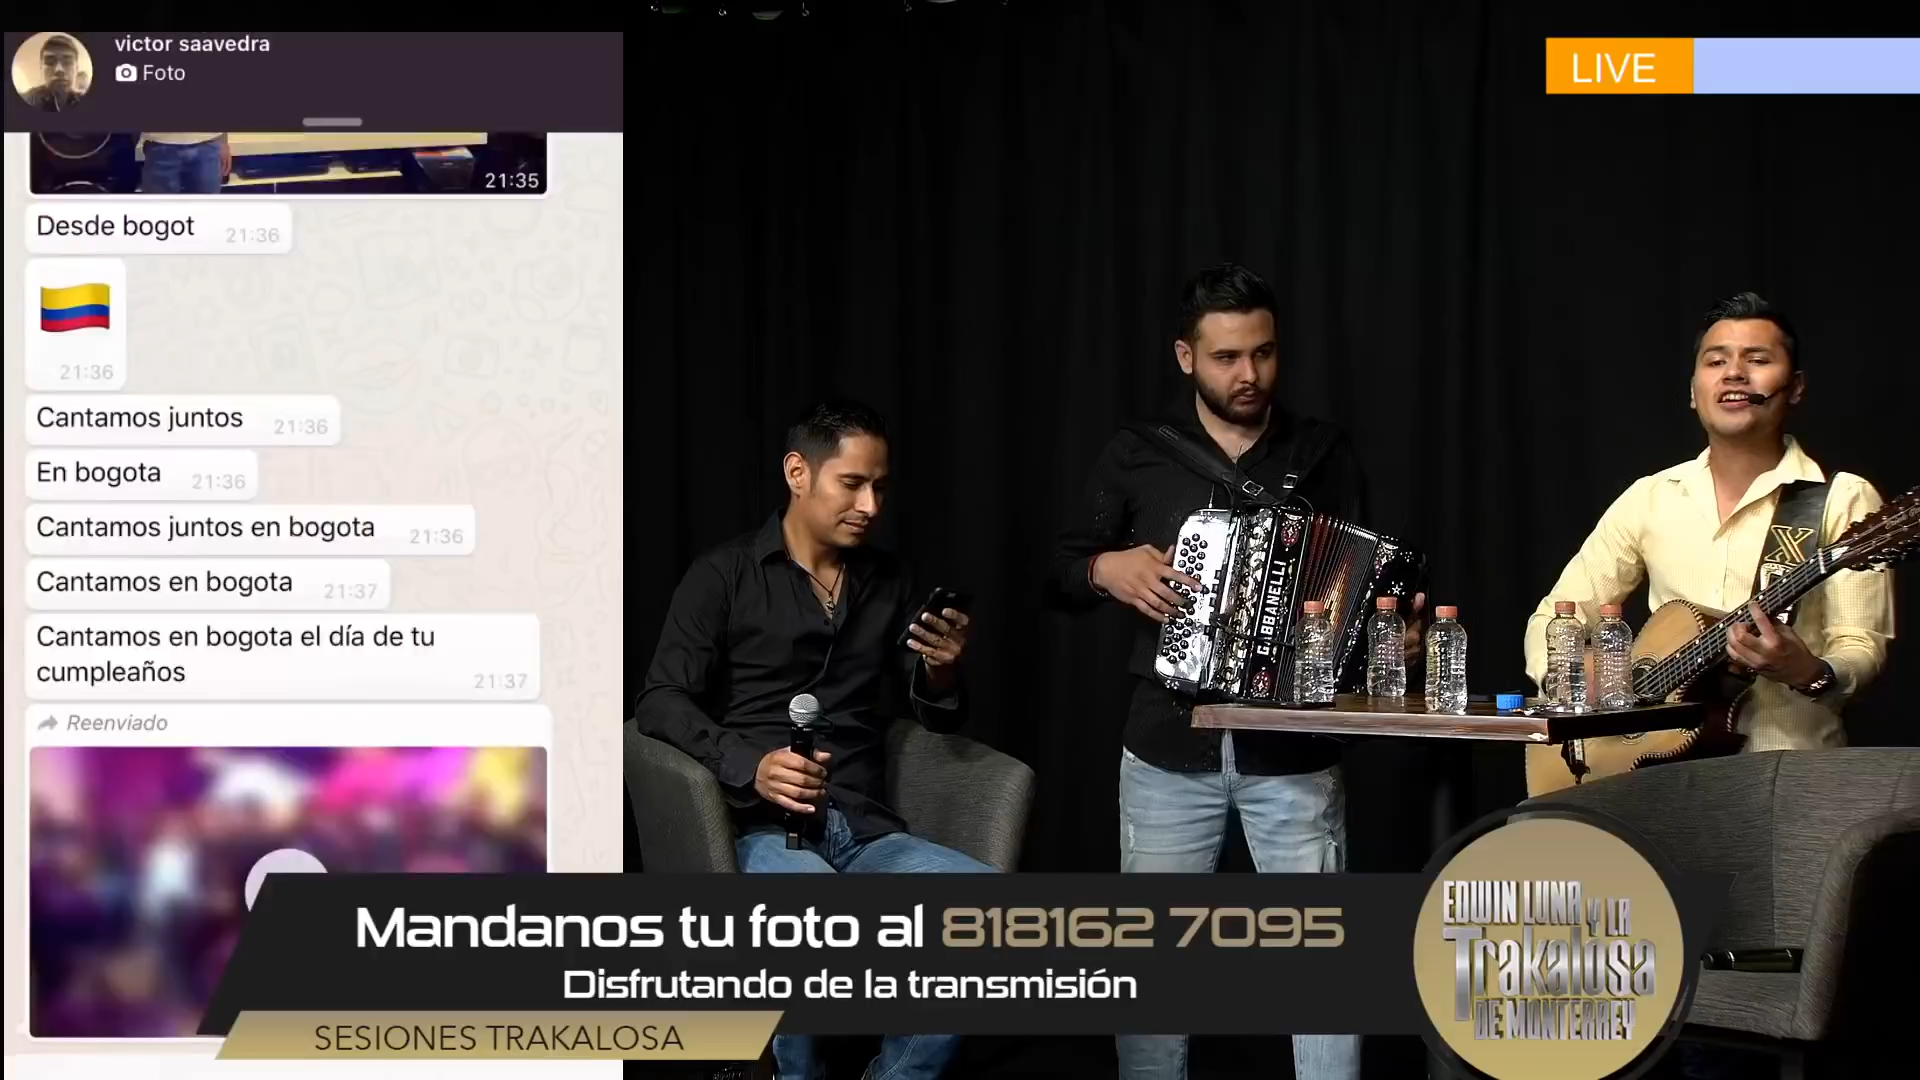 victor saavedra
Foto
21:35
Desde bogot 21:36
21:36
Cantamos juntos 21:36
En bogota 21:36
Cantamos juntos en bogota 21:36
Cantamos en bogota 21:37
Cantamos en bogota el día de tu
cumpleaños 21:37
Reenviado
LIVE
GABBANELLI
X
Mandanos tu foto al 818162 7095
Disfrutando de la transmisión
SESIONES TRAKALOSA
EDWIN LUNA
Y LA
Trakalosa
DE MONTERREY